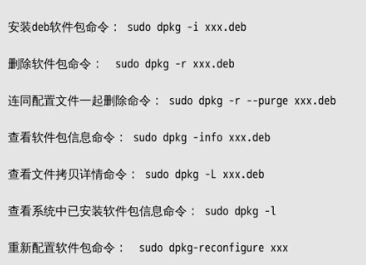 安装deb软件包命令： sudo dpkg -i xxx.deb
删除软件包命令： sudo dpkg -r xxx.deb
连同配置文件一起删除命令： sudo dpkg -r --purge xxx.deb
查看软件包信息命令： sudo dpkg -info xxx.deb
查看文件拷贝详情命令： sudo dpkg -L xxx.deb
查看系统中已安装软件包信息命令： sudo dpkg -l
重新配置软件包命令： sudo dpkg-reconfigure xxx